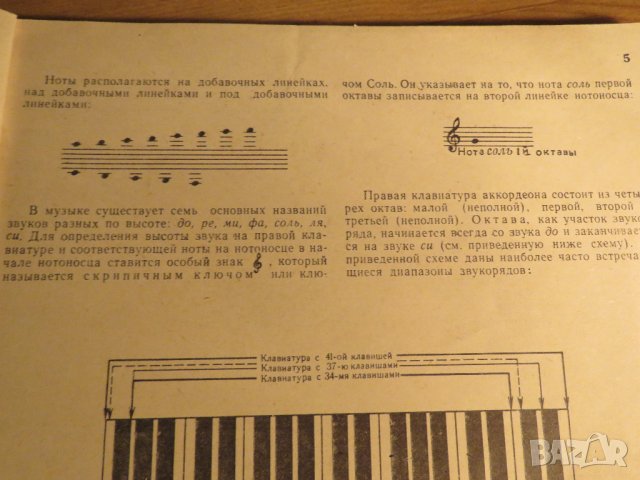 5
Ноты располагаются на добавочных линейках,
над добавочными линейками и под добавочными
линейками:
В музыке существует семь основных названий
звуков разных по высоте: до, ре, ми, фа, соль, ля,
си. Для определения высоты звука на правой кла-
виатуре и соответствующей ноты на нотоносце в на-
чале нотоносца ставится особый знак , который
называется скрипичным ключом или клю-
чом Соль. Он указывает на то, что нота соль первой
октавы записывается на второй линейке нотоносца:
Нота соль 1й октавы
Правая клавиатура аккордеона состоит из четы
рех октав: малой (неполной), первой, второй
третьей (неполной). Октава, как участок звуко
ряда, начинается всегда со звука до и заканчивает
ся на звуке си (см. приведенную ниже схему).
приведенной схеме даны наиболее часто встреча
щиеся диапазоны звукорядов:
Клавиатура с 41-ой клавишей
Клавиатура с 37-ю клавишами
Клавиатура с 34-мя клавишами
BAZAR